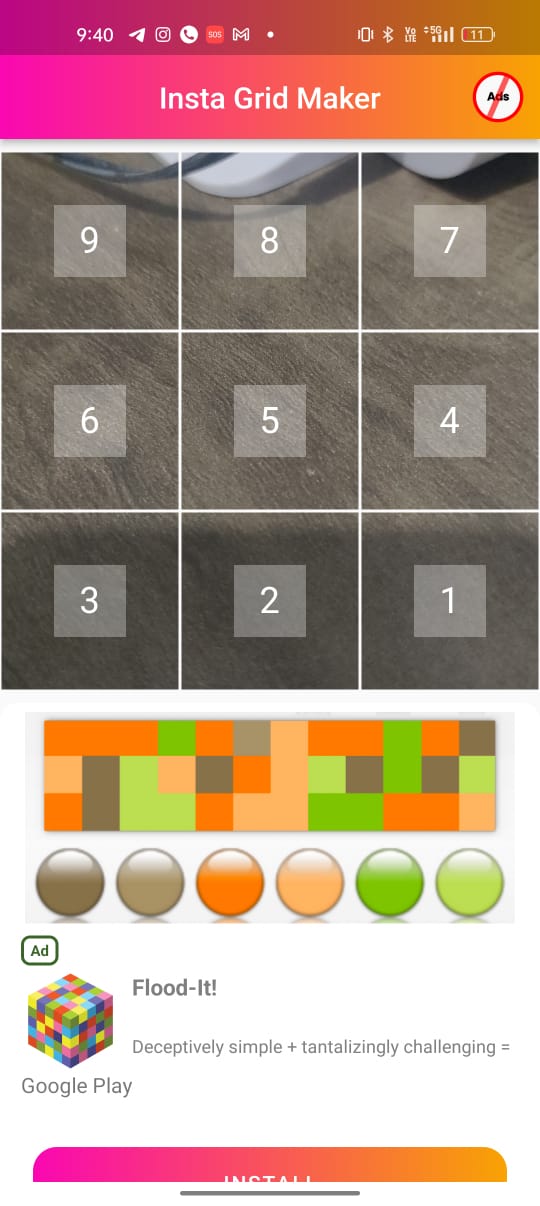 9:40 SOS Vo LTE 5G 11
Insta Grid Maker Ads
9 8 7
6 5 4
3 2 1
Ad
Flood-It!
Deceptively simple + tantalizingly challenging =
Google Play
INSTALL